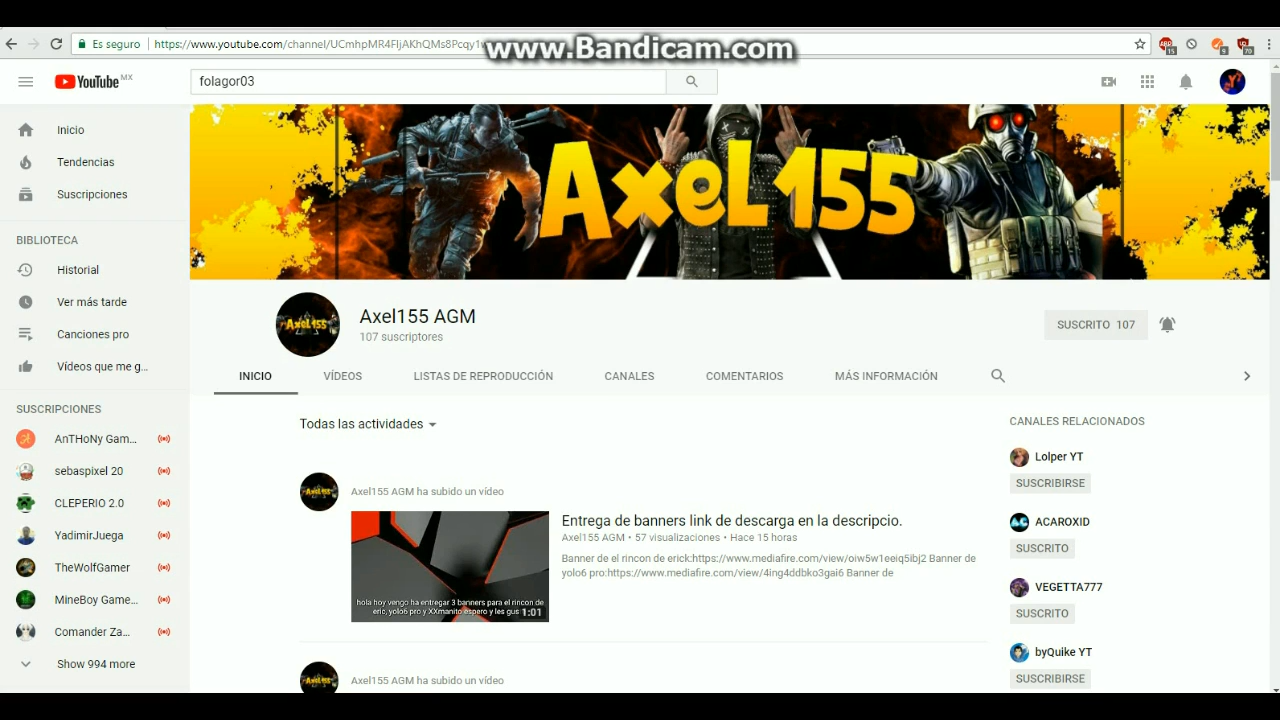 www.Bandicam.com
Es seguro
https://www.youtube.com/channel/UCmhpMR4FIjAKhQMs8Pcqy1
YouTube MX
folagor03
Inicio
Tendencias
Suscripciones
BIBLIOTECA
Historial
Ver más tarde
Canciones pro
Vídeos que me g...
SUSCRIPCIONES
AnTHoNy Gam...
sebaspixel 20
CLEPERIO 2.0
YadimirJuega
TheWolfGamer
MineBoy Game...
Comander Za...
Show 994 more
Axel155
Axel155
Axel155 AGM
107 suscriptores
SUSCRITO 107
INICIO
VÍDEOS
LISTAS DE REPRODUCCIÓN
CANALES
COMENTARIOS
MÁS INFORMACIÓN
Todas las actividades
Axel155 AGM ha subido un vídeo
hola hoy vengo ha entregar 3 banners para el rincon de
eric, yolo6 pro y XXmanito espero y les gus
1:01
Entrega de banners link de descarga en la descripcio.
Axel155 AGM • 57 visualizaciones • Hace 15 horas
Banner de el rincon de erick:https://www.mediafire.com/view/oiw5w1eeiq5ibj2 Banner de
yolo6 pro:https://www.mediafire.com/view/4ing4ddbko3gai6 Banner de
Axel155 AGM ha subido un vídeo
CANALES RELACIONADOS
Lolper YT
SUSCRIBIRSE
ACAROXID
SUSCRITO
VEGETTA777
SUSCRITO
byQuike YT
SUSCRIBIRSE